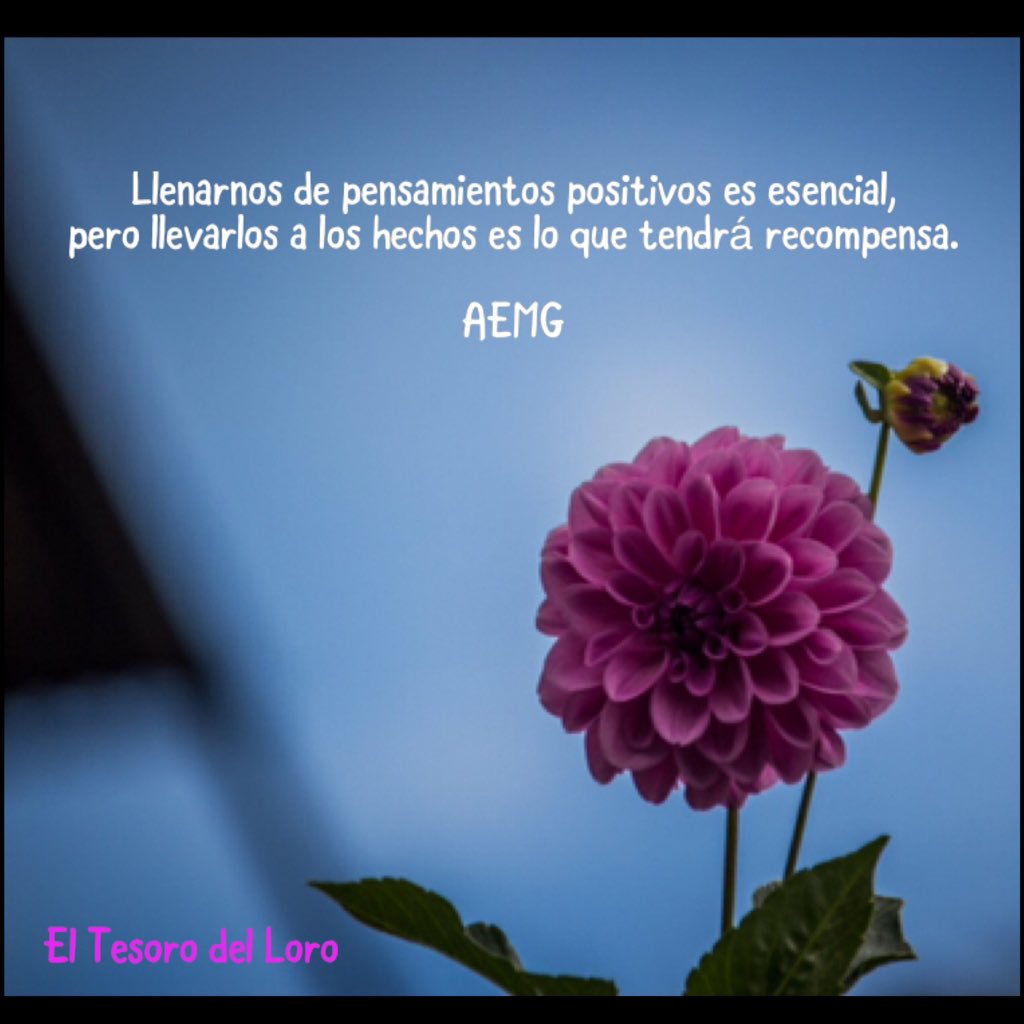 Llenarnos de pensamientos positivos es esencial,
pero llevarlos a los hechos es lo que tendrá recompensa.
AEMG
El Tesoro del Loro